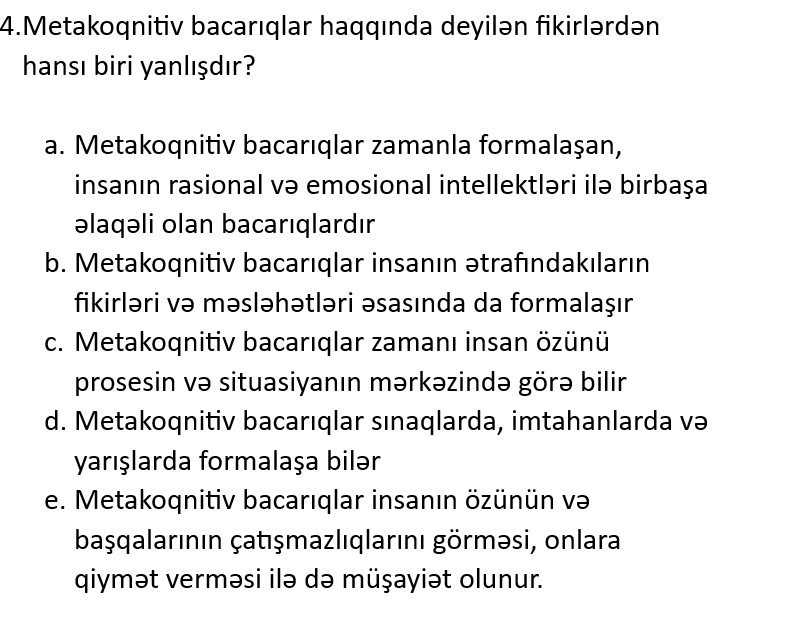 4.Metakoqnitiv bacarıqlar haqqında deyilən fikirlərdən
hansı biri yanlışdır?
a. Metakoqnitiv bacarıqlar zamanla formalaşan,
insanın rasional və emosional intellektləri ilə birbaşa
əlaqəli olan bacarıqlardır
b. Metakoqnitiv bacarıqlar insanın ətrafındakıların
fikirləri və məsləhətləri əsasında da formalaşır
c. Metakoqnitiv bacarıqlar zamanı insan özünü
prosesin və situasiyanın mərkəzində görə bilir
d. Metakoqnitiv bacarıqlar sınaqlarda, imtahanlarda və
yarışlarda formalaşa bilər
e. Metakoqnitiv bacarıqlar insanın özünün və
başqalarının çatışmazlıqlarını görməsi, onlara
qiymət verməsi ilə də müşayiət olunur.